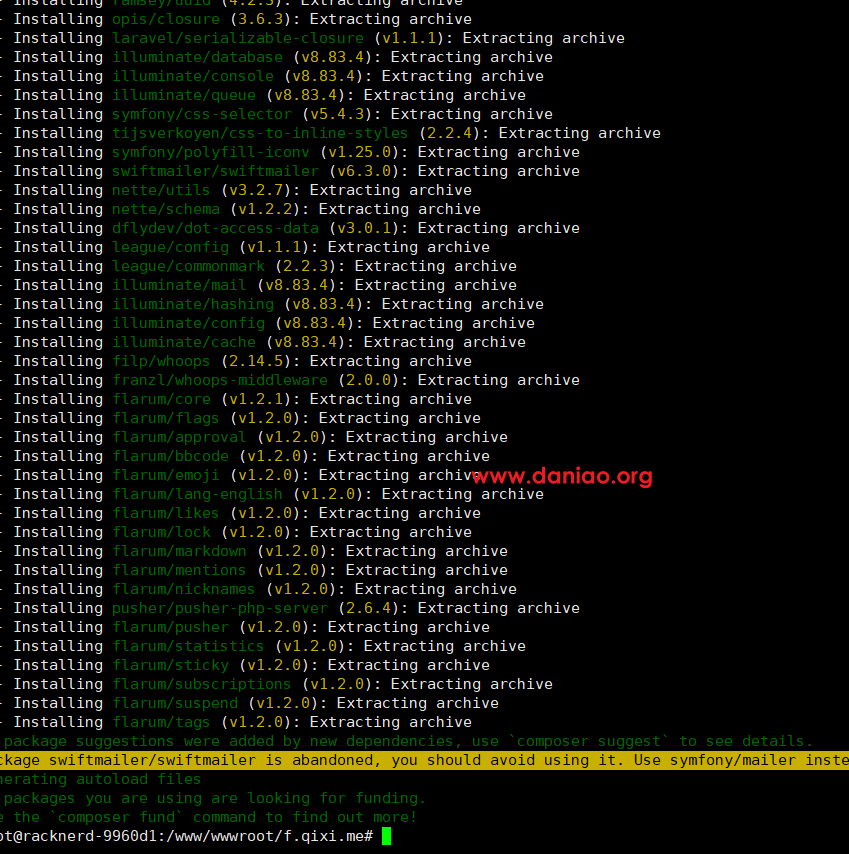 - Installing ramsey/uuid (4.2.3): Extracting archive
- Installing opis/closure (3.6.3): Extracting archive
- Installing laravel/serializable-closure (v1.1.1): Extracting archive
- Installing illuminate/database (v8.83.4): Extracting archive
- Installing illuminate/console (v8.83.4): Extracting archive
- Installing illuminate/queue (v8.83.4): Extracting archive
- Installing symfony/css-selector (v5.4.3): Extracting archive
- Installing tijsverkoyen/css-to-inline-styles (2.2.4): Extracting archive
- Installing symfony/polyfill-iconv (v1.25.0): Extracting archive
- Installing swiftmailer/swiftmailer (v6.3.0): Extracting archive
- Installing nette/utils (v3.2.7): Extracting archive
- Installing nette/schema (v1.2.2): Extracting archive
- Installing dflydev/dot-access-data (v3.0.1): Extracting archive
- Installing league/config (v1.1.1): Extracting archive
- Installing league/commonmark (2.2.3): Extracting archive
- Installing illuminate/mail (v8.83.4): Extracting archive
- Installing illuminate/hashing (v8.83.4): Extracting archive
- Installing illuminate/config (v8.83.4): Extracting archive
- Installing illuminate/cache (v8.83.4): Extracting archive
- Installing filp/whoops (2.14.5): Extracting archive
- Installing franzl/whoops-middleware (2.0.0): Extracting archive
- Installing flarum/core (v1.2.1): Extracting archive
- Installing flarum/flags (v1.2.0): Extracting archive
- Installing flarum/approval (v1.2.0): Extracting archive
- Installing flarum/bbcode (v1.2.0): Extracting archive
- Installing flarum/emoji (v1.2.0): Extracting archive
www.daniao.org
- Installing flarum/lang-english (v1.2.0): Extracting archive
- Installing flarum/likes (v1.2.0): Extracting archive
- Installing flarum/lock (v1.2.0): Extracting archive
- Installing flarum/markdown (v1.2.0): Extracting archive
- Installing flarum/mentions (v1.2.0): Extracting archive
- Installing flarum/nicknames (v1.2.0): Extracting archive
- Installing pusher/pusher-php-server (2.6.4): Extracting archive
- Installing flarum/pusher (v1.2.0): Extracting archive
- Installing flarum/statistics (v1.2.0): Extracting archive
- Installing flarum/sticky (v1.2.0): Extracting archive
- Installing flarum/subscriptions (v1.2.0): Extracting archive
- Installing flarum/suspend (v1.2.0): Extracting archive
- Installing flarum/tags (v1.2.0): Extracting archive
package suggestions were added by new dependencies, use `composer suggest` to see details.
ckage swiftmailer/swiftmailer is abandoned, you should avoid using it. Use symfony/mailer inste
nerating autoload files
packages you are using are looking for funding.
e the `composer fund` command to find out more!
ot@racknerd-9960d1:/www/wwwroot/f.qixi.me#